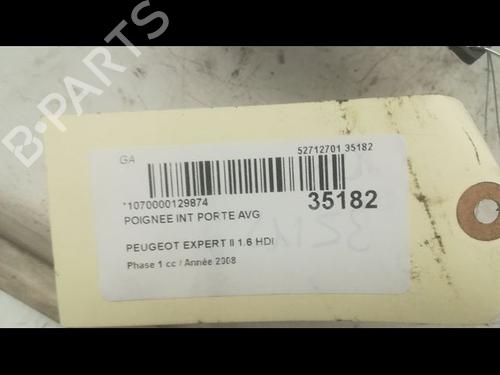 B-PARTS
GA
52712701 35182
*1070000129874
35182
POIGNEE INT PORTE AVG
PEUGEOT EXPERT II 1.6 HDI
Phase 1 cc / Année 2008